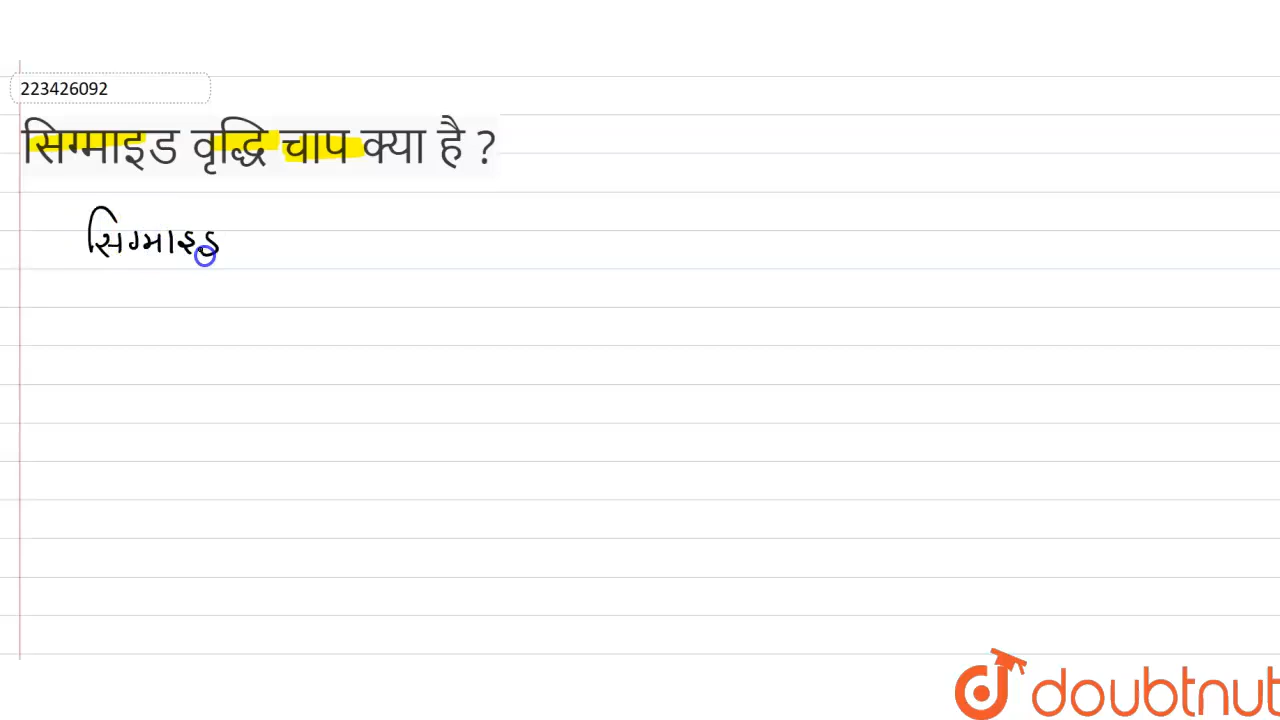 223426092
सिग्माइड वृद्धि चाप क्या है ?
सिग्माइड
doubtnut